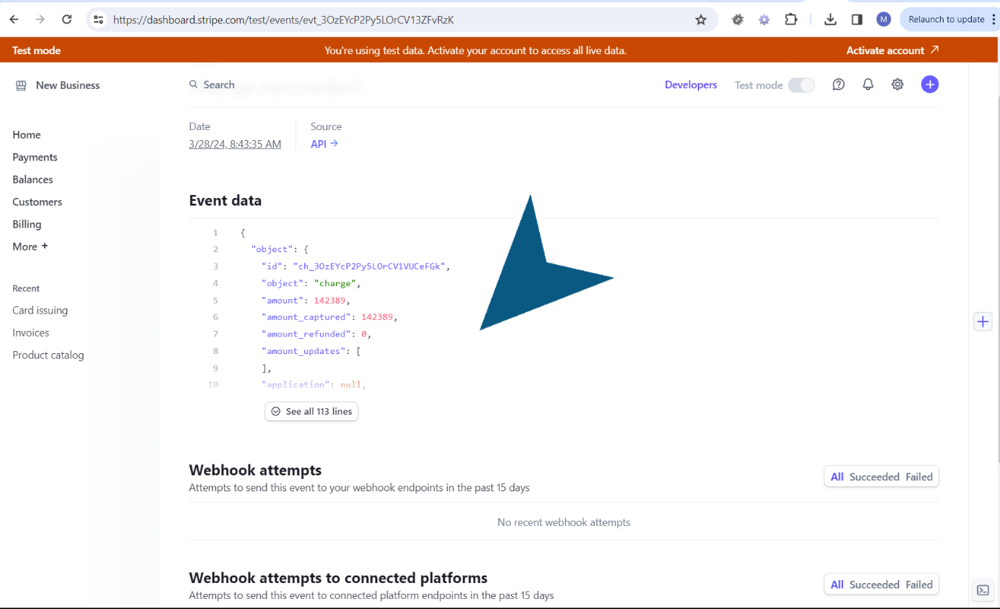 https://dashboard.stripe.com/test/events/evt_3OzEYcP2Py5LOrCV13ZFvRzK
M
Relaunch to update
Test mode
You're using test data. Activate your account to access all live data.
Activate account
New Business
Search
Developers
Test mode
Home
Payments
Balances
Customers
Billing
More +
Recent
Card issuing
Invoices
Product catalog
Date
3/28/24, 8:43:35 AM
Source
API →
Event data
1 {
2 "object": {
3 "id": "ch_3OzEYcP2Py5LOrCV1VUCeFGk",
4 "object": "charge",
5 "amount": 142389,
6 "amount_captured": 142389,
7 "amount_refunded": 0,
8 "amount_updates": [
9 ],
10 "application": null,
See all 113 lines
Webhook attempts
Attempts to send this event to your webhook endpoints in the past 15 days
All Succeeded Failed
No recent webhook attempts
Webhook attempts to connected platforms
Attempts to send this event to connected platform endpoints in the past 15 days
All Succeeded Failed